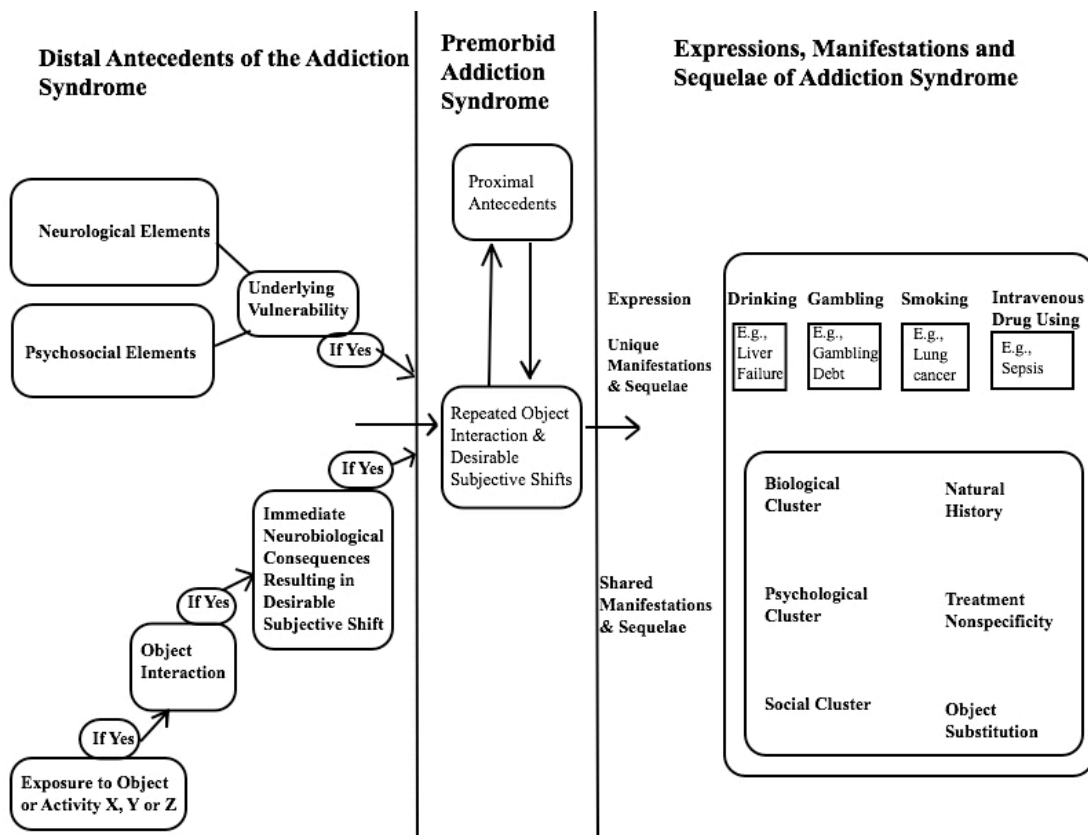 Distal Antecedents of the Addiction
Syndrome
Premorbid
Addiction
Syndrome
Expressions, Manifestations and
Sequelae of Addiction Syndrome
Neurological Elements
Psychosocial Elements
Underlying
Vulnerability
If Yes
Exposure to Object
or Activity X, Y or Z
If Yes
Object
Interaction
If Yes
Immediate
Neurobiological
Consequences
Resulting in
Desirable
Subjective Shift
If Yes
Proximal
Antecedents
Repeated Object
Interaction &
Desirable
Subjective Shifts
Expression
Drinking
Gambling
Smoking
Intravenous
Drug Using
Unique
Manifestations
& Sequelae
E.g.,
Liver
Failure
E.g.,
Gambling
Debt
E.g.,
Lung
cancer
E.g.,
Sepsis
Shared
Manifestations
& Sequelae
Biological
Cluster
Natural
History
Psychological
Cluster
Treatment
Nonspecificity
Social Cluster
Object
Substitution